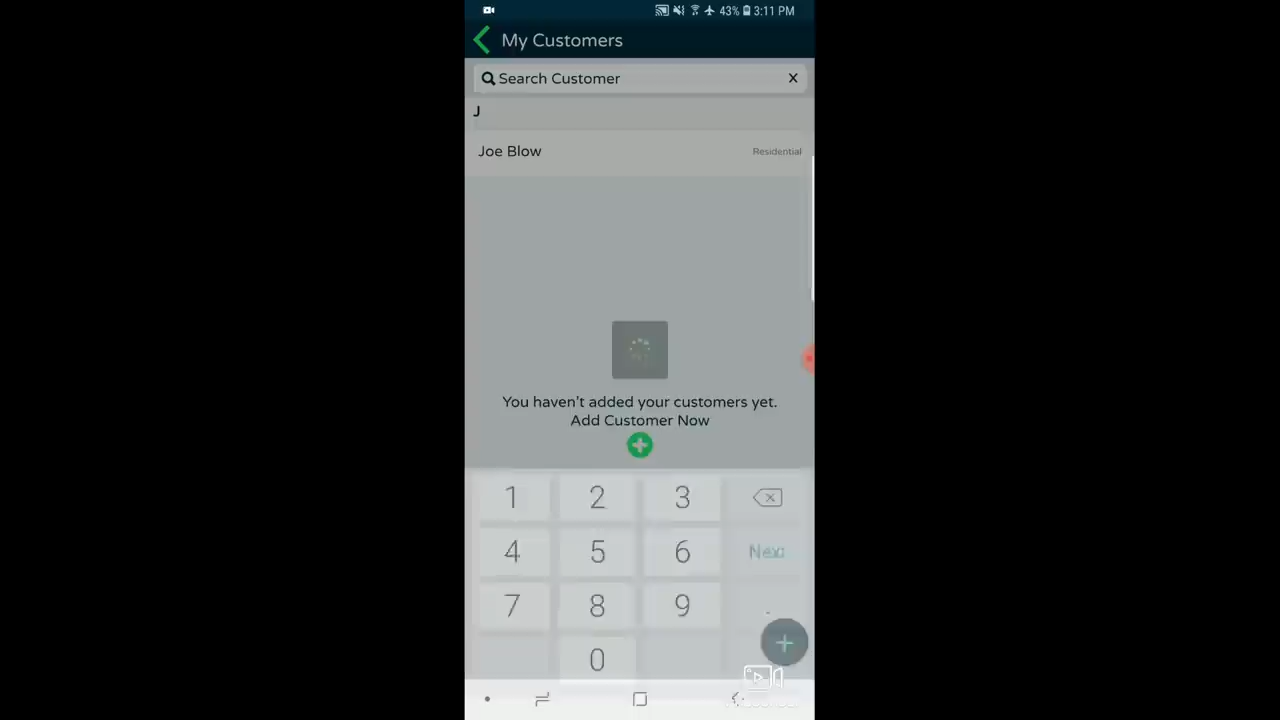 43% 3:11 PM
My Customers
Search Customer X
J
Joe Blow Residential
You haven't added your customers yet.
Add Customer Now
1 2 3
4 5 6 Next
7 8 9 .
0